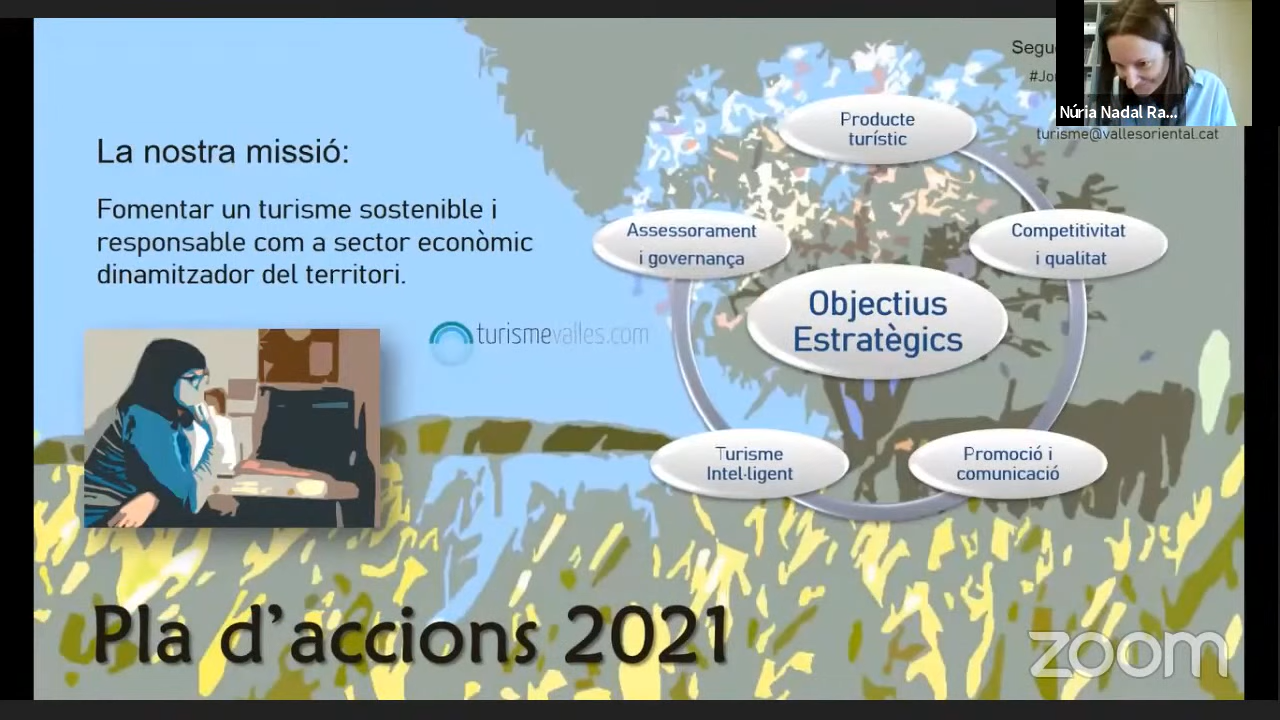 Segue
#Jor
Núria Nadal Ra...
turisme@vallesoriental.cat
La nostra missió:
Fomentar un turisme sostenible i
responsable com a sector econòmic
dinamitzador del territori.
turismevalles.com
Producte
turístic
Assessorament
i governança
Competitivitat
i qualitat
Objectius
Estratègics
Turisme
Intel·ligent
Promoció i
comunicació
Pla d'accions 2021
zoom